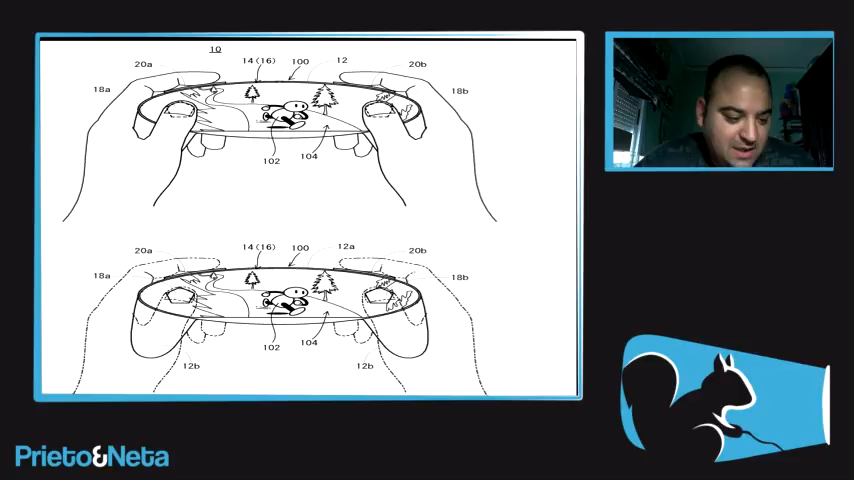 10
20a 14(16) 100 12 20b
18a 18b
102 104
20a 14(16) 100 12a 20b
18a 18b
102 104
12b 12b
Prieto&Neta